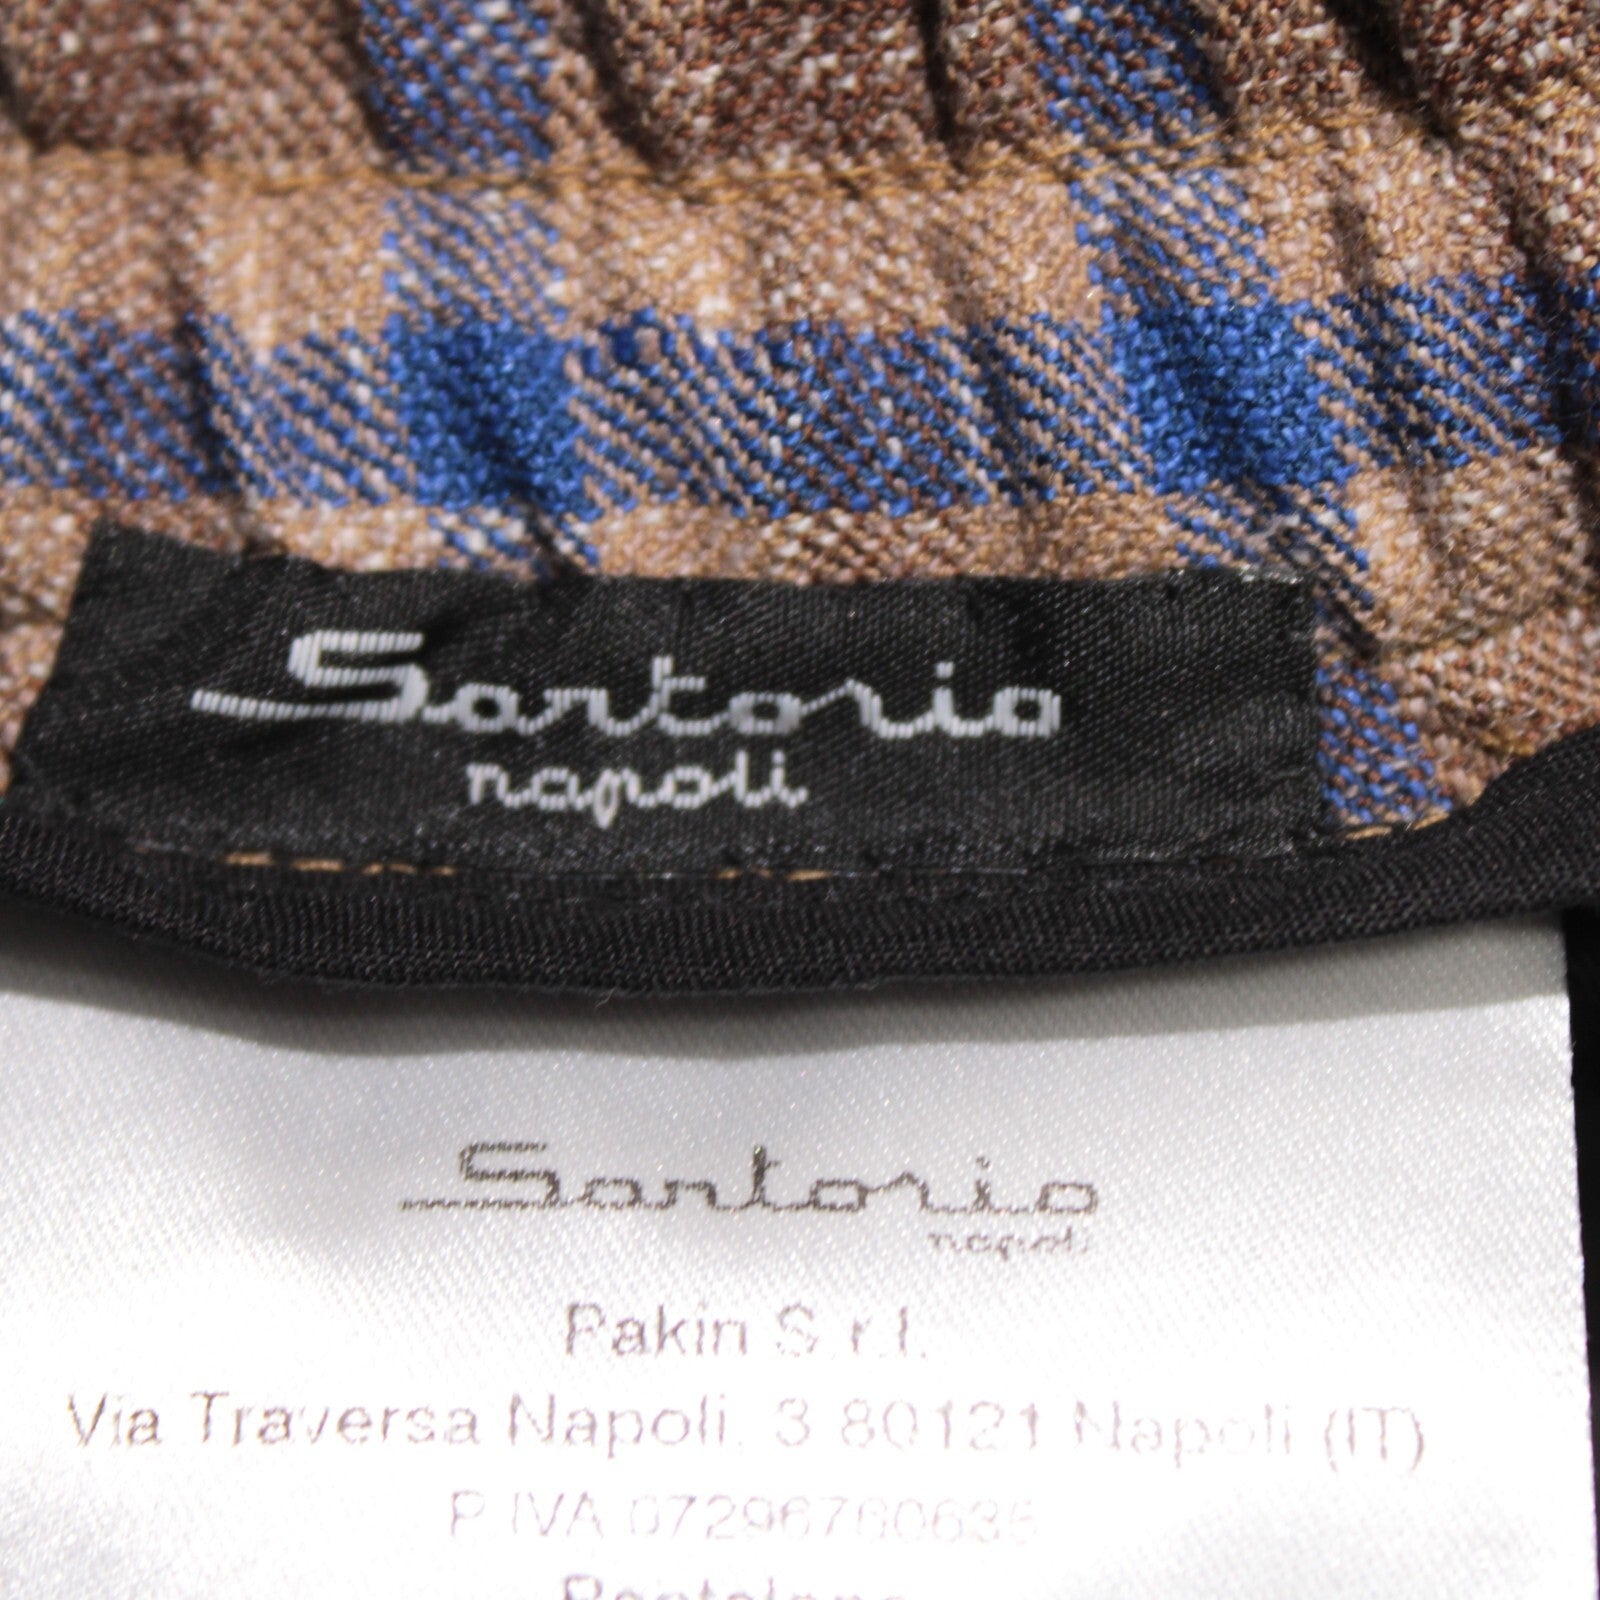 Sartorio
napoli
Sartorio
napoli
Pakin S.r.l.
Via Traversa Napoli, 3 80121 Napoli (IT)
P.IVA 07296760635